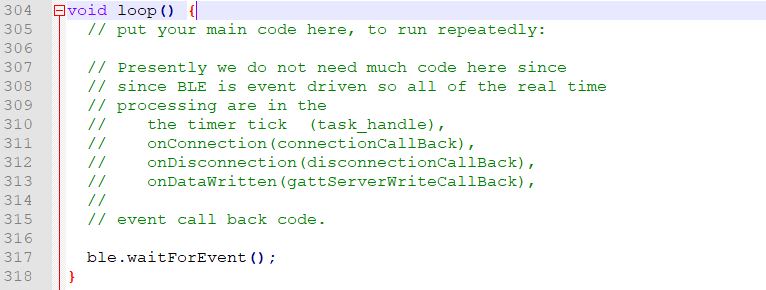 304 void loop() {
305   // put your main code here, to run repeatedly:
306
307   // Presently we do not need much code here since
308   // since BLE is event driven so all of the real time
309   // processing are in the
310   //    the timer tick  (task_handle),
311   //    onConnection(connectionCallBack),
312   //    onDisconnection(disconnectionCallBack),
313   //    onDataWritten(gattServerWriteCallBack),
314   //
315   // event call back code.
316
317   ble.waitForEvent();
318 }